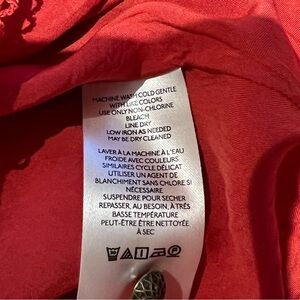 MACHINE WASH COLD GENTLE
WITH LIKE COLORS
USE ONLY NON-CHLORINE
BLEACH
LINE DRY
LOW IRON AS NEEDED
MAY BE DRY CLEANED
LAVER À LA MACHINE À L'EAU
FROIDE AVEC COULEURS
SIMILAIRES CYCLE DÉLICAT
UTILISER UN AGENT DE
BLANCHIMENT SANS CHLORE SI
NÉCESSAIRE
SUSPENDRE POUR SECHER
REPASSER, AU BESOIN, À TRÈS
BASSE TEMPÉRATURE
PEUT-ÊTRE ÊTRE NETTOYÉE
À SEC